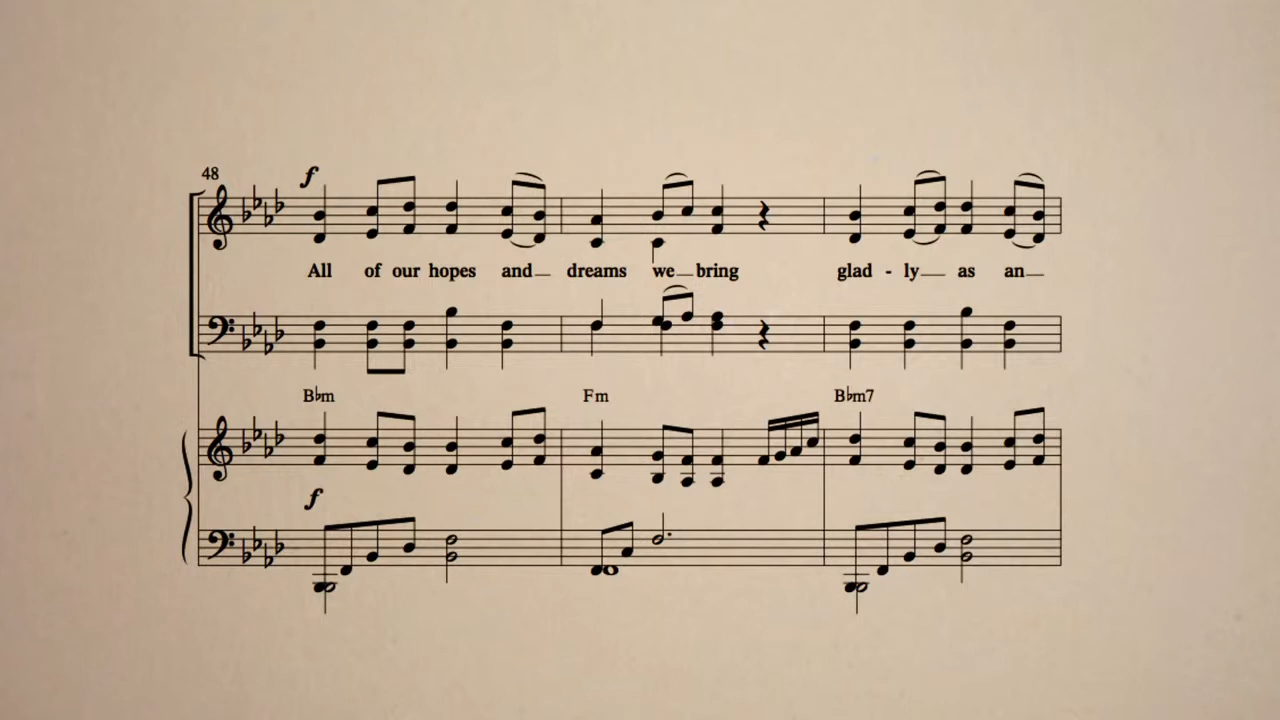 48
f
All of our hopes and dreams we bring glad - ly as an
B♭m Fm B♭m7
f